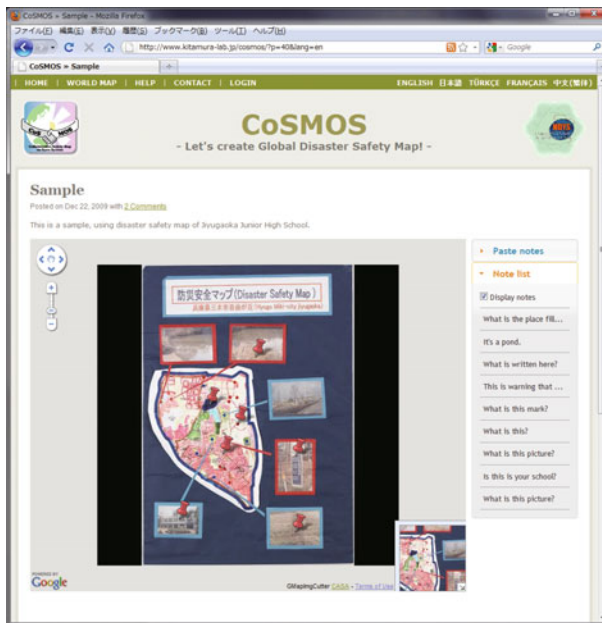 CoSMOS » Sample - Mozilla Firefox
ファイル(F) 編集(E) 表示(V) 履歴(S) ブックマーク(B) ツール(T) ヘルプ(H)
http://www.kitamura-lab.jp/cosmos/?p=40&lang=en
Google
CoSMOS » Sample
HOME | WORLD MAP | HELP | CONTACT | LOGIN
ENGLISH 日本語 TÜRKÇE FRANÇAIS 中文(繁体)
CoSMOS
- Let's create Global Disaster Safety Map! -
Sample
Posted on Dec 22, 2009 with 2 Comments
This is a sample, using disaster safety map of Jiyugaoka Junior High School.
Paste notes
Note list
Display notes
What is the place fill...
It's a pond.
What is written here?
This is warning that ...
What is this mark?
What is this?
What is this picture?
Is this is your school?
What is this picture?
防災安全マップ(Disaster Safety Map)
POWERED BY
Google
GMapImgCutter CASA - Terms of Use